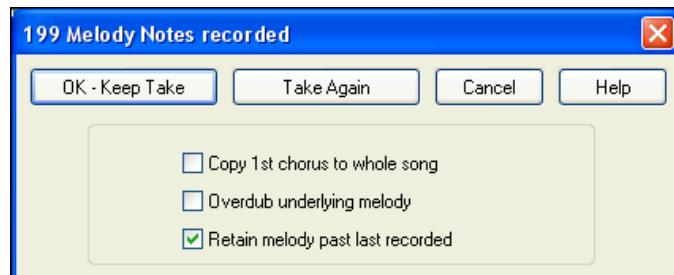 199 Melody Notes recorded
OK - Keep Take Take Again Cancel Help
Copy 1st chorus to whole song
Overdub underlying melody
Retain melody past last recorded